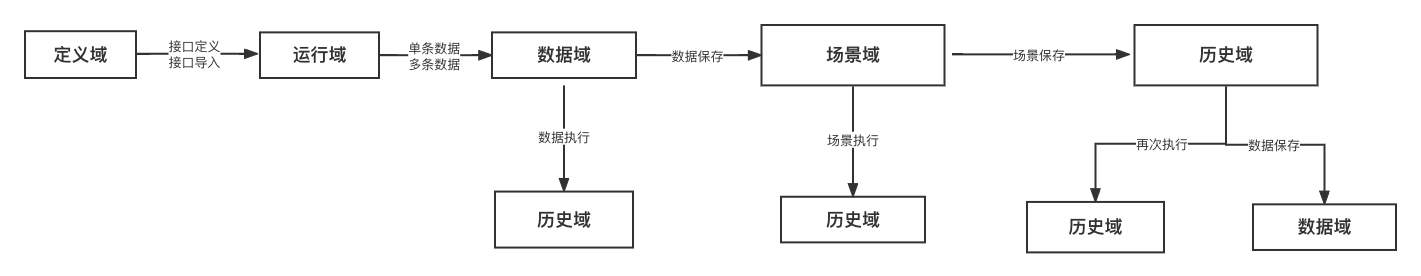 定义域
接口定义
接口导入
运行域
单条数据
多条数据
数据域
数据保存
场景域
场景保存
历史域
数据执行
场景执行
再次执行
数据保存
历史域
历史域
历史域
数据域